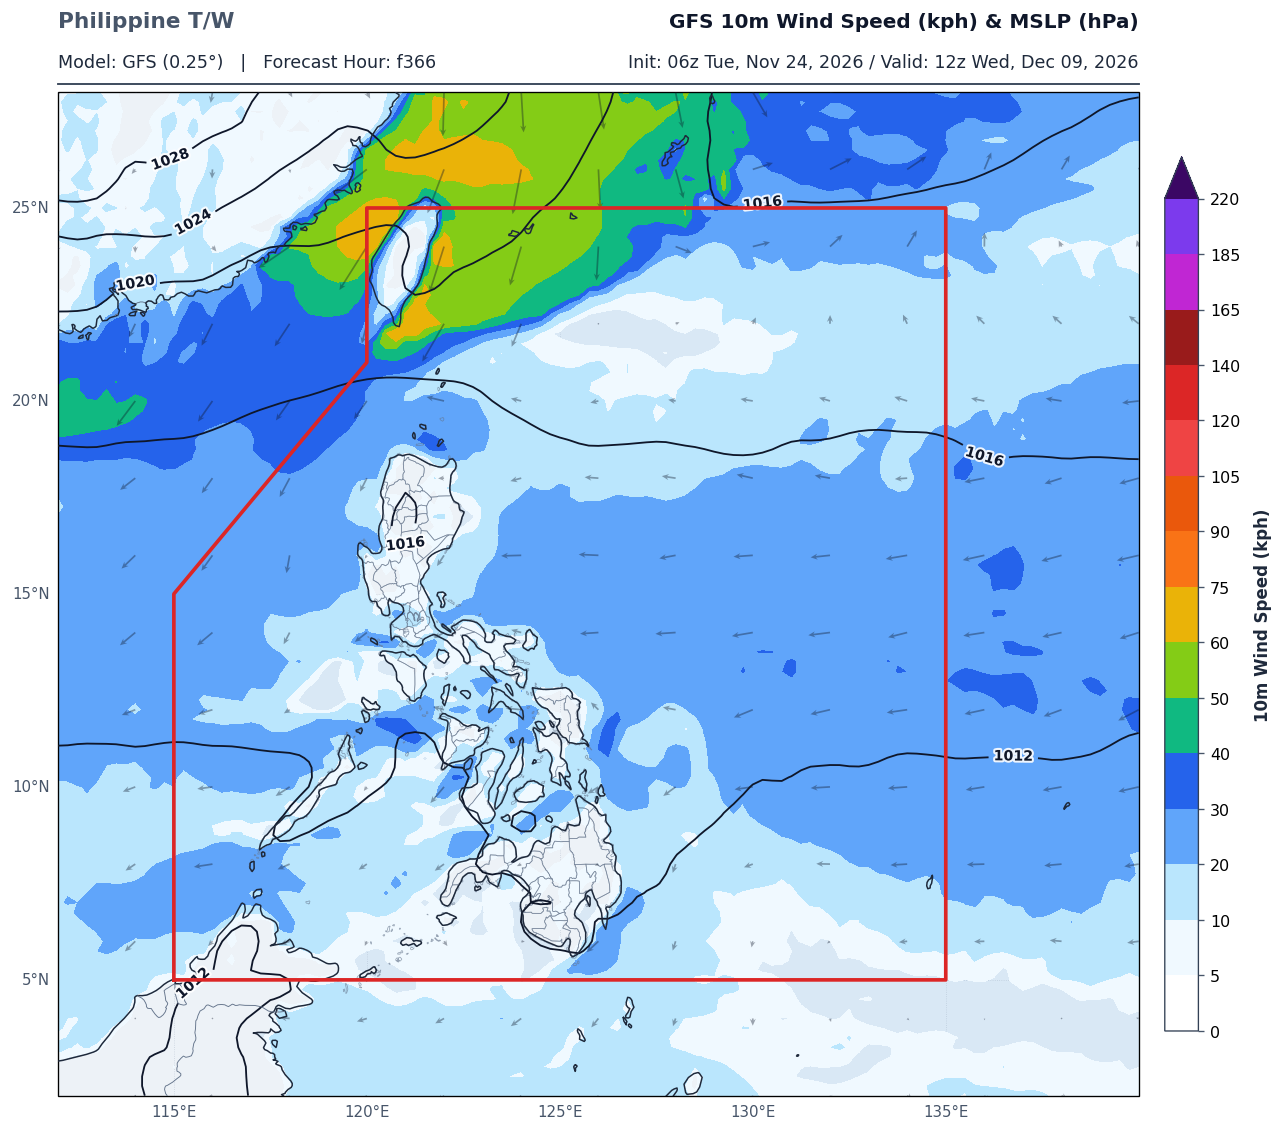 Philippine T/W
GFS 10m Wind Speed (kph) & MSLP (hPa)
Model: GFS (0.25°) | Forecast Hour: f366
Init: 06z Tue, Nov 24, 2026 / Valid: 12z Wed, Dec 09, 2026
1028
1024
1020
1016
1016
1016
1012
1012
25°N
20°N
15°N
10°N
5°N
115°E
120°E
125°E
130°E
135°E
220
185
165
140
120
105
90
75
60
50
40
30
20
10
5
0
10m Wind Speed (kph)